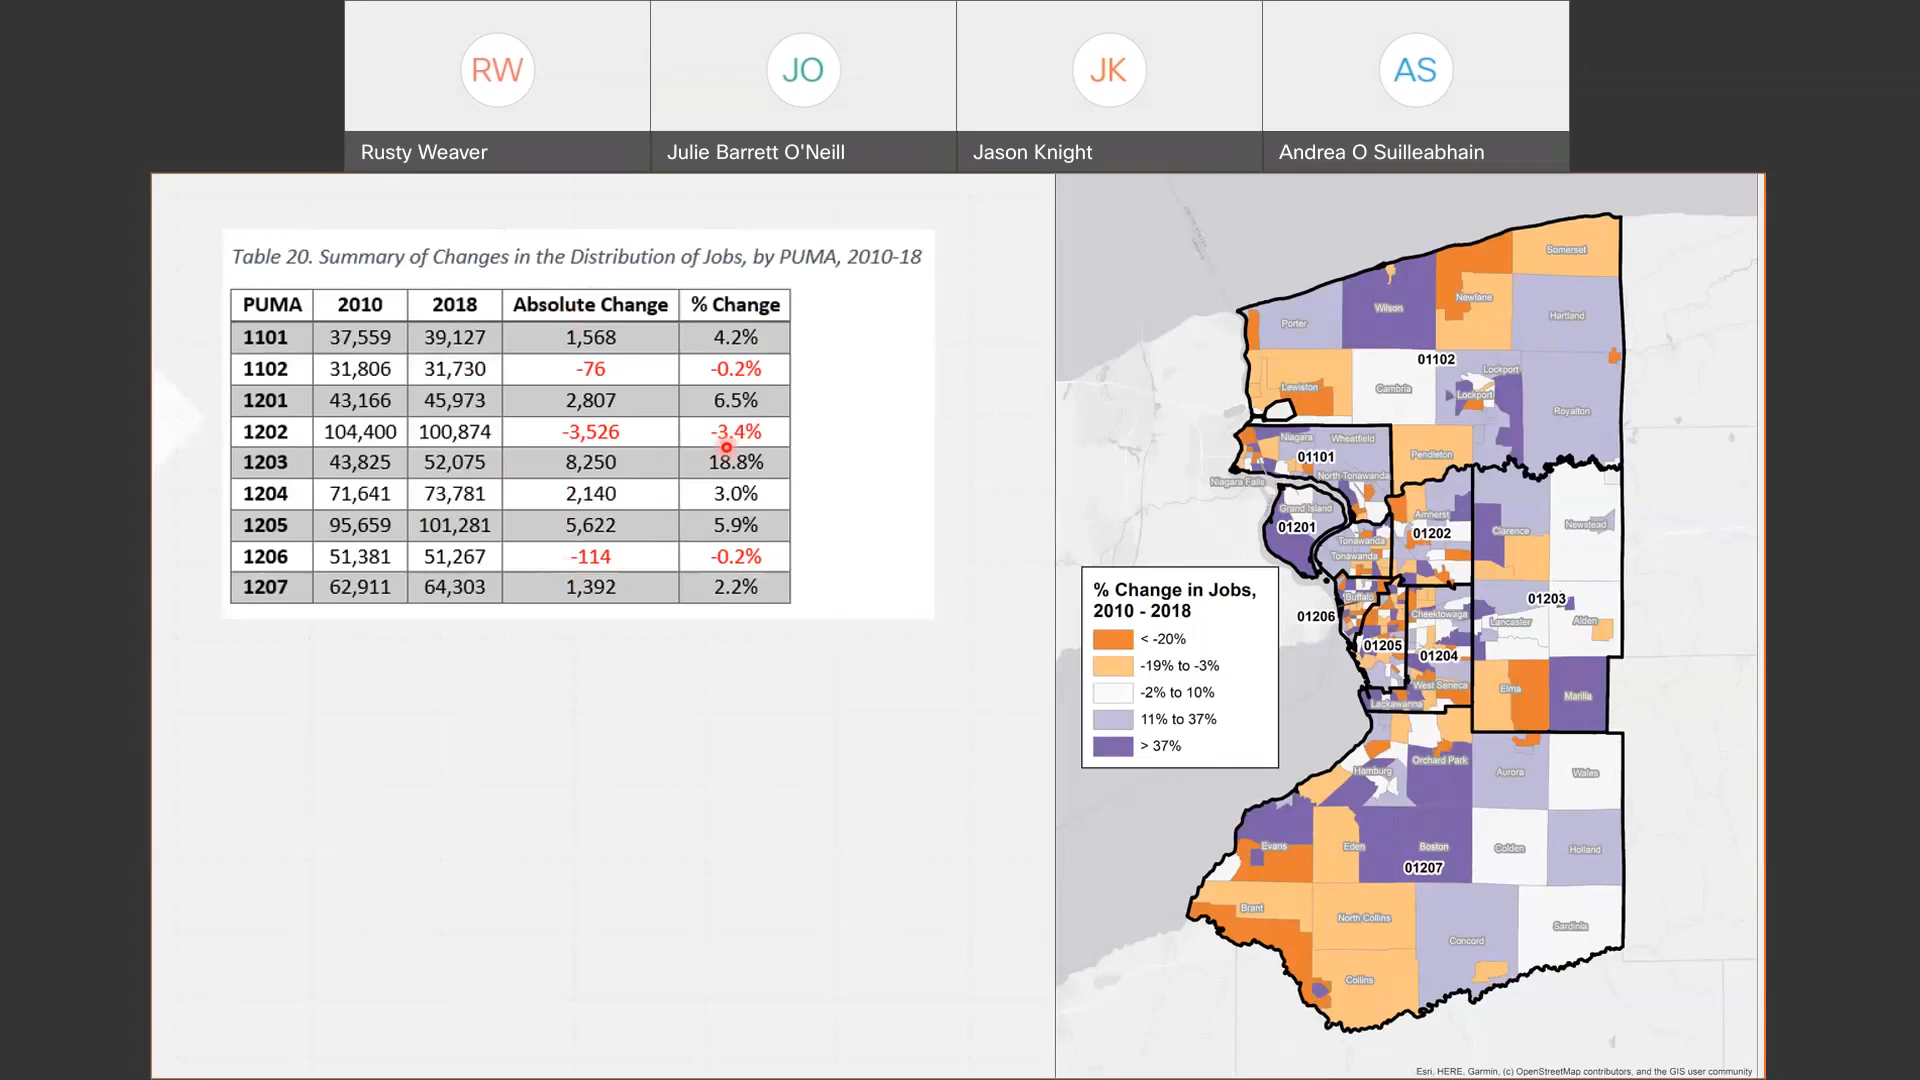 RW
JO
JK
AS
Rusty Weaver
Julie Barrett O'Neill
Jason Knight
Andrea O Suilleabhain
Table 20. Summary of Changes in the Distribution of Jobs, by PUMA, 2010-18
PUMA 2010 2018 Absolute Change % Change
1101 37,559 39,127 1,568 4.2%
1102 31,806 31,730 -76 -0.2%
1201 43,166 45,973 2,807 6.5%
1202 104,400 100,874 -3,526 -3.4%
1203 43,825 52,075 8,250 18.8%
1204 71,641 73,781 2,140 3.0%
1205 95,659 101,281 5,622 5.9%
1206 51,381 51,267 -114 -0.2%
1207 62,911 64,303 1,392 2.2%
Somerset
Newfane
Wilson
Hartland
Porter
01102
Lockport
Lewiston
Cambria
Lockport
Royalton
Niagara
Wheatfield
01101
Pendleton
North Tonawanda
Niagara Falls
Grand Island
01201
Amherst
01202
Clarence
Newstead
Tonawanda
Tonawanda
Buffalo
01206
Cheektowaga
01203
Lancaster
Alden
01205
01204
West Seneca
Elma
Marilla
Lackawanna
% Change in Jobs,
2010 - 2018
< -20%
-19% to -3%
-2% to 10%
11% to 37%
> 37%
Orchard Park
Hamburg
Aurora
Wales
Evans
Eden
Boston
Colden
Holland
01207
Brant
North Collins
Concord
Sardinia
Collins
Esri, HERE, Garmin, (c) OpenStreetMap contributors, and the GIS user community